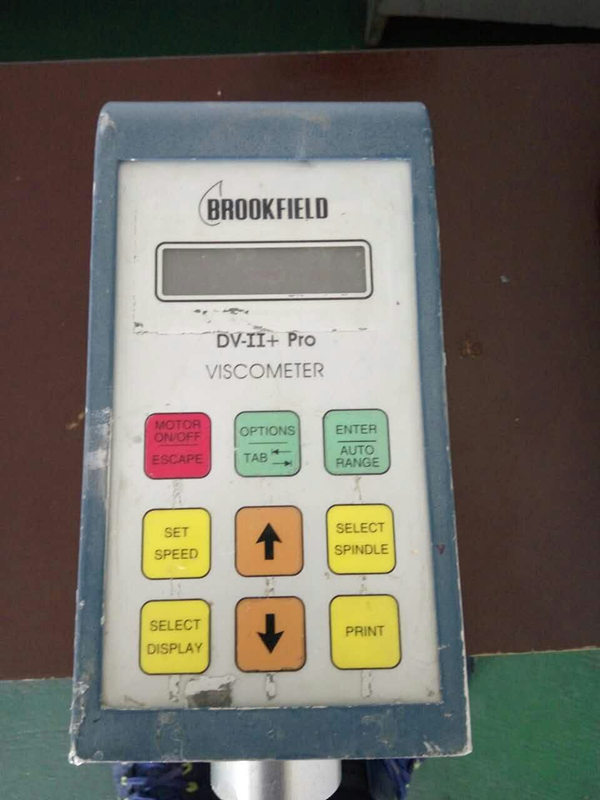 BROOKFIELD
DV-II+ Pro
VISCOMETER
MOTOR
ON/OFF
ESCAPE
OPTIONS
TAB
ENTER
AUTO
RANGE
SET
SPEED
SELECT
SPINDLE
SELECT
DISPLAY
PRINT